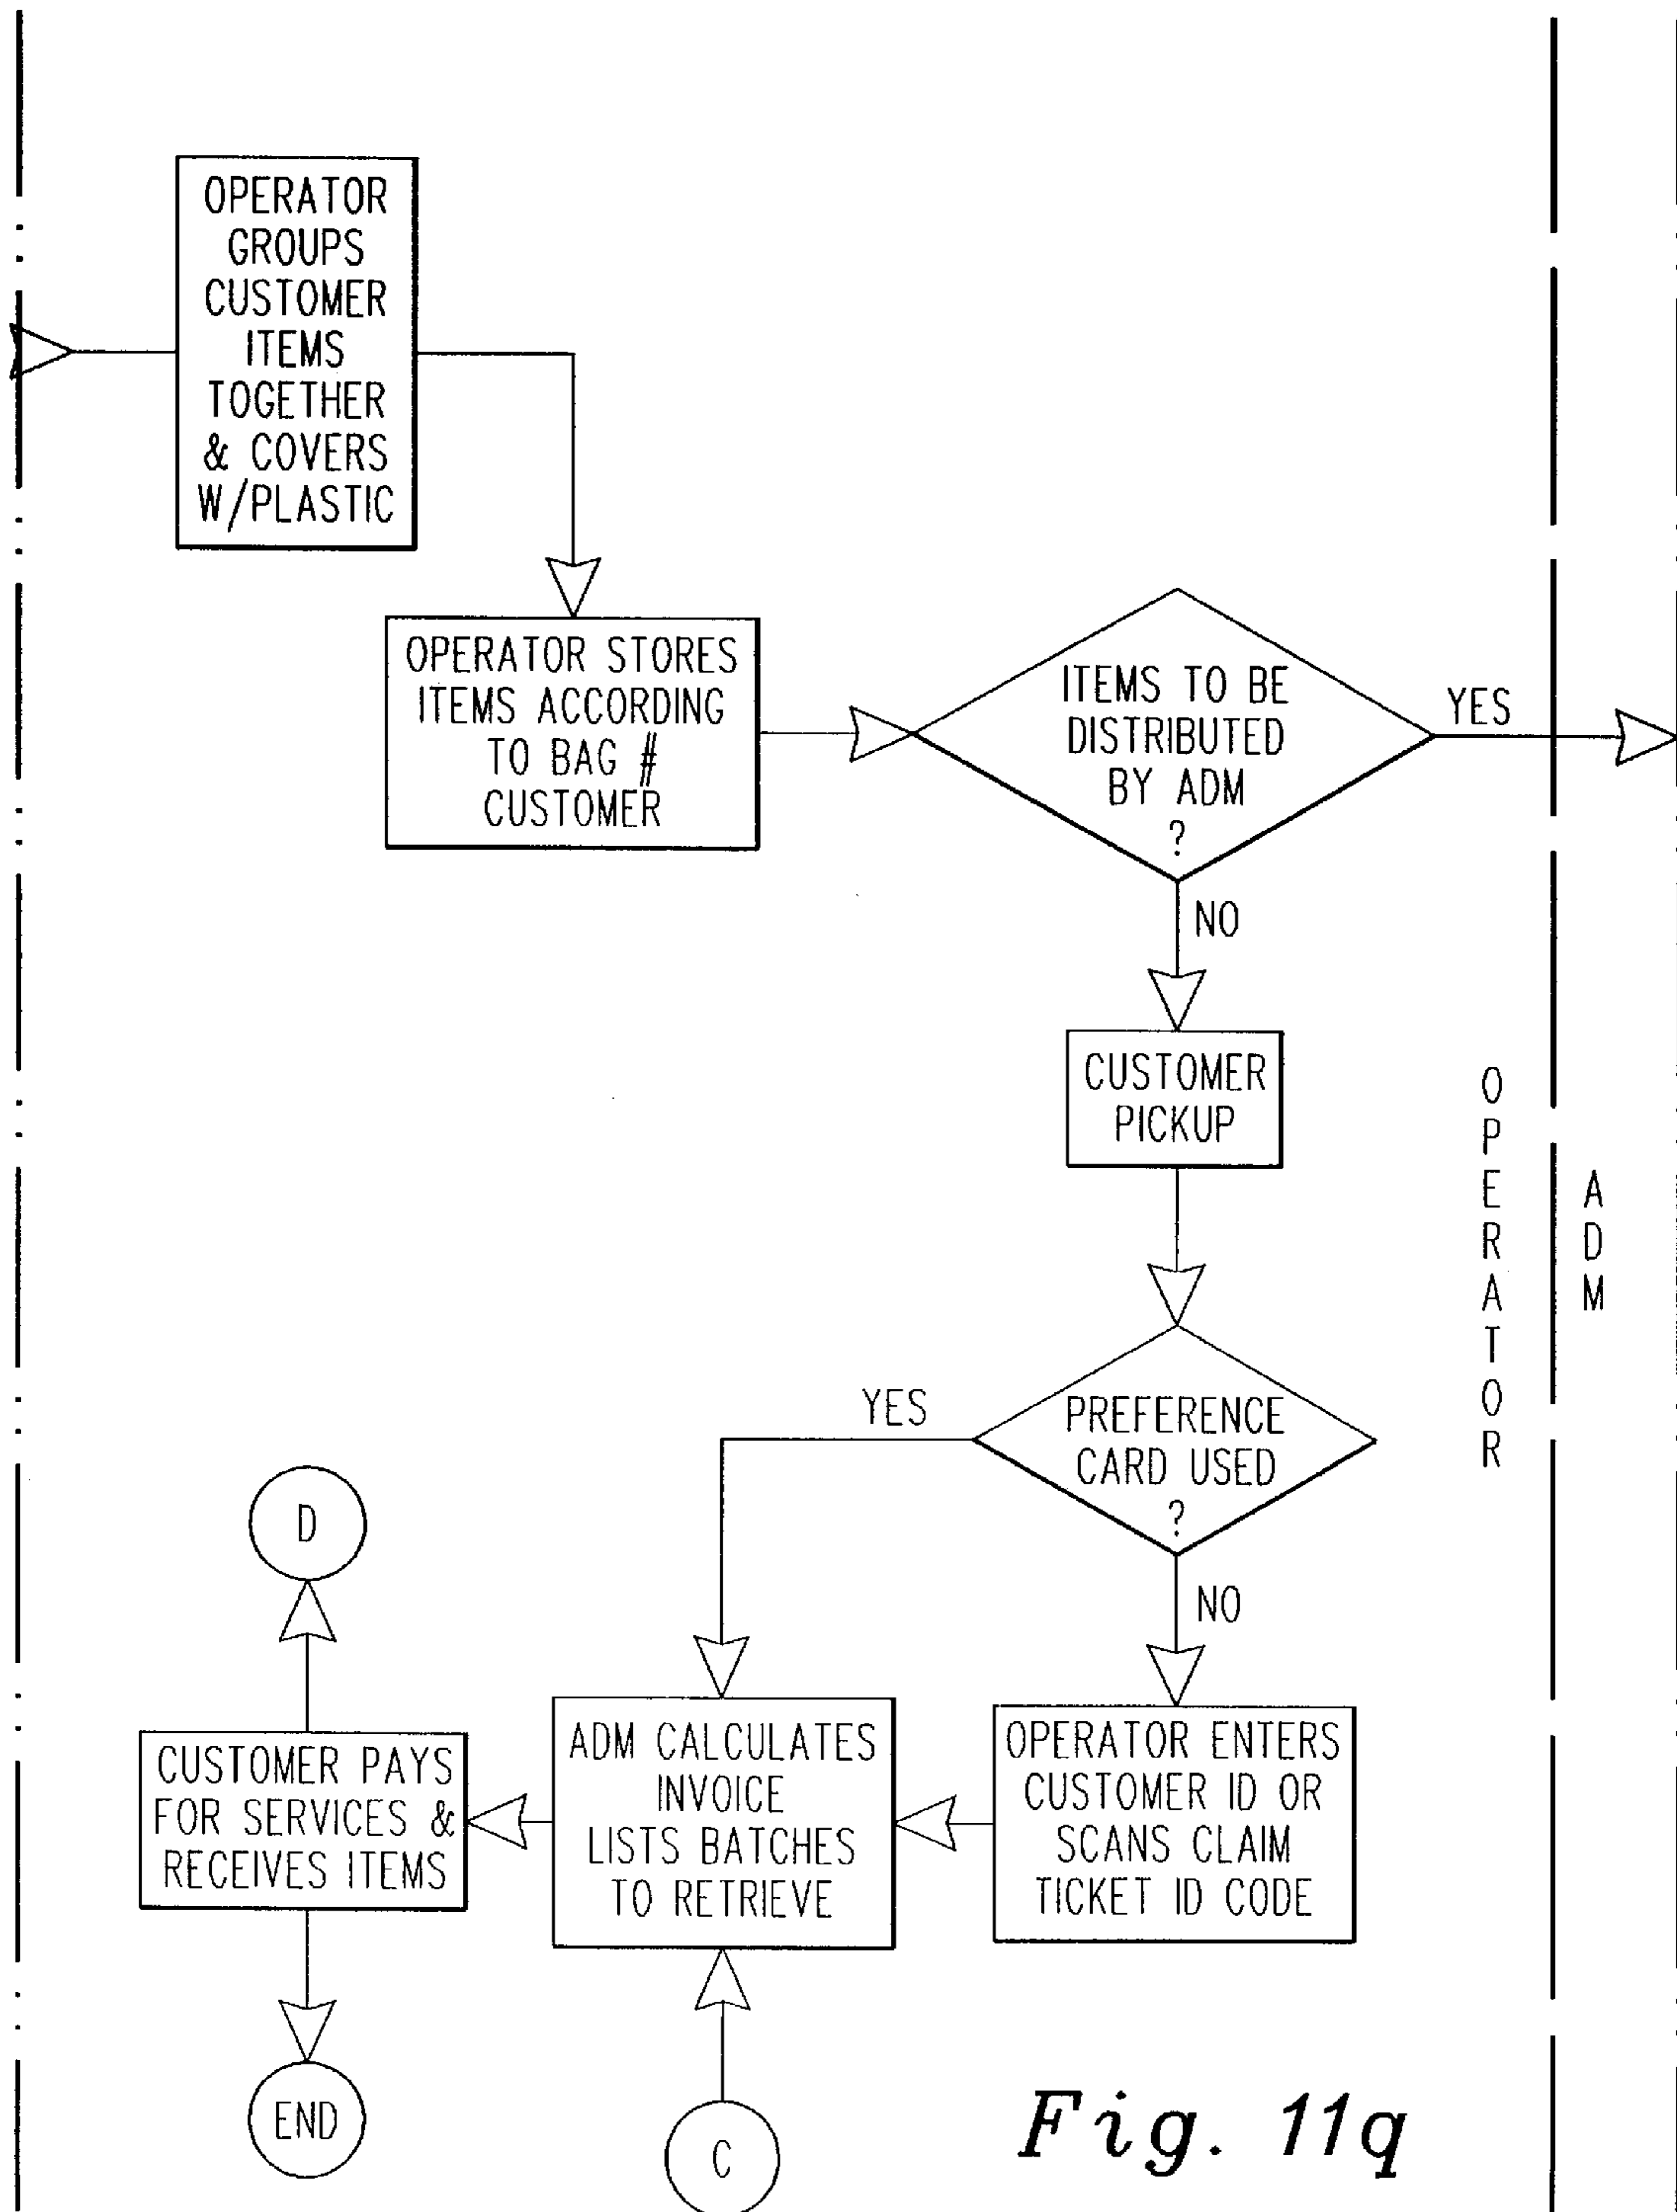 OPERATOR
GROUPS
CUSTOMER
ITEMS
TOGETHER
& COVERS
W/PLASTIC
OPERATOR STORES
ITEMS ACCORDING
TO BAG #
CUSTOMER
ITEMS TO BE
DISTRIBUTED
BY ADM
?
YES
NO
CUSTOMER
PICKUP
OPERATOR
ADM
PREFERENCE
CARD USED
?
YES
NO
D
CUSTOMER PAYS
FOR SERVICES &
RECEIVES ITEMS
ADM CALCULATES
INVOICE
LISTS BATCHES
TO RETRIEVE
OPERATOR ENTERS
CUSTOMER ID OR
SCANS CLAIM
TICKET ID CODE
END
C
Fig. 11q